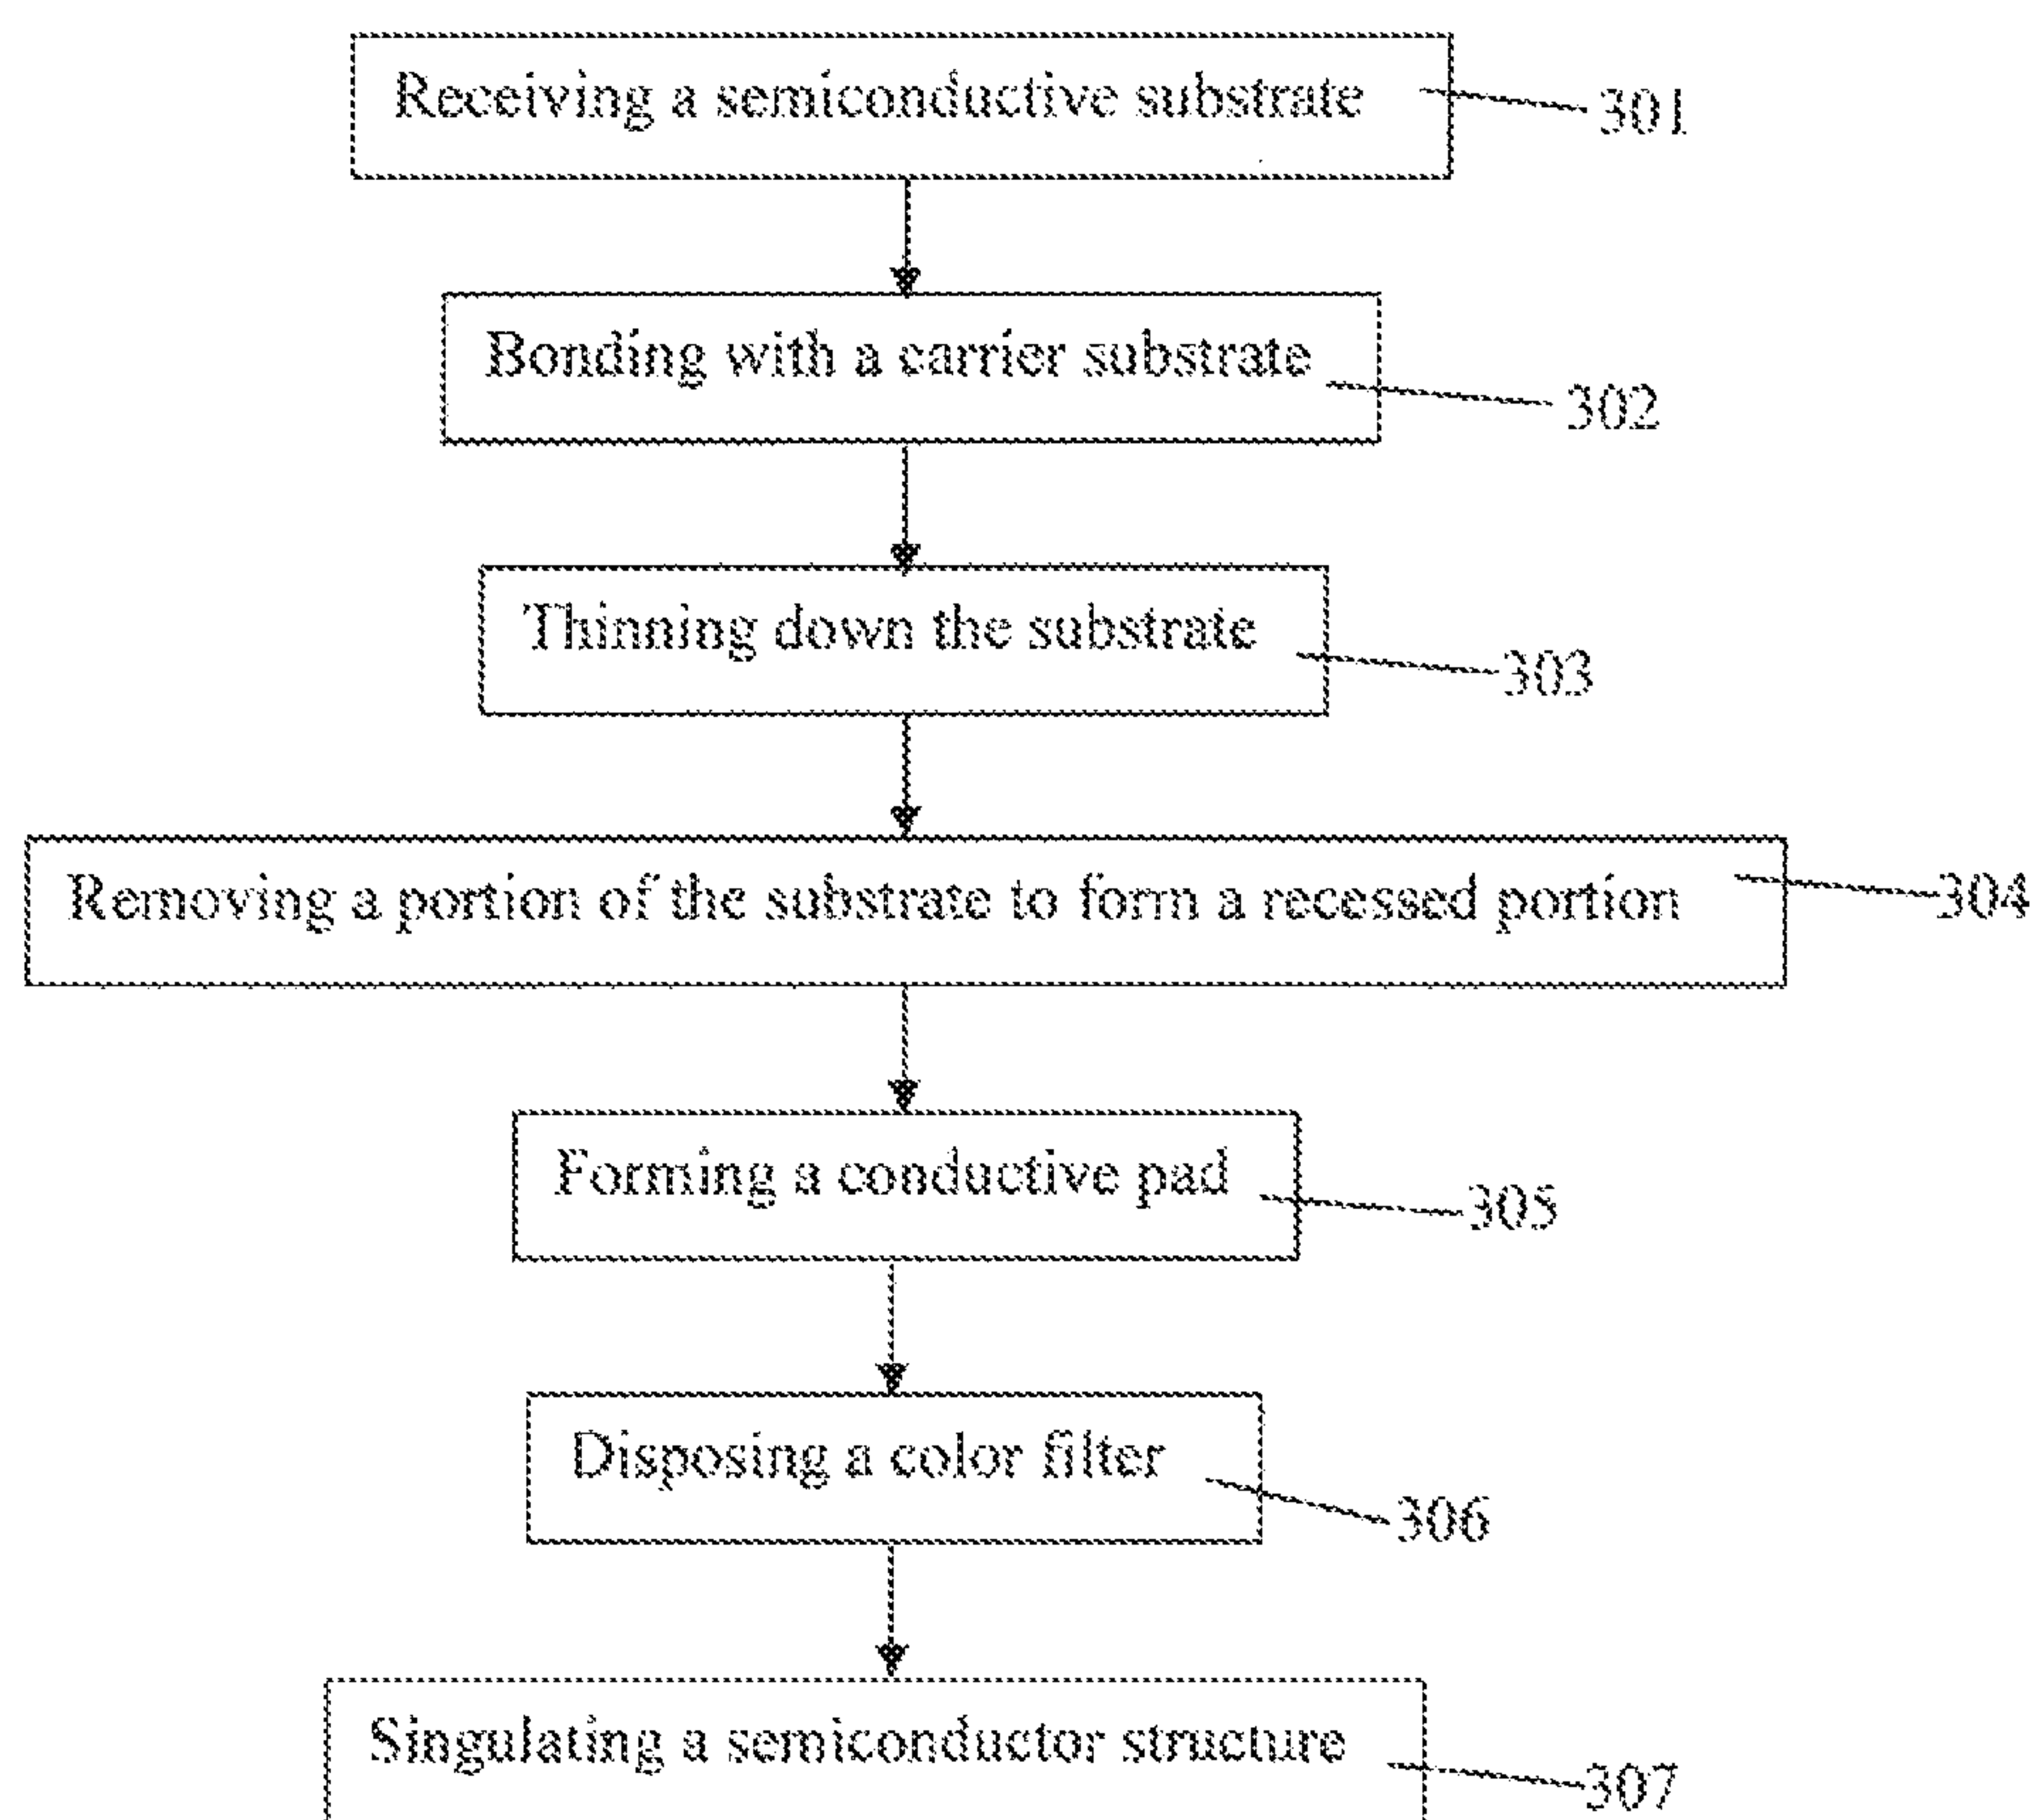 Receiving a semiconductive substrate
301
Bonding with a carrier substrate
302
Thinning down the substrate
303
Removing a portion of the substrate to form a recessed portion
304
Forming a conductive pad
305
Disposing a color filter
306
Singulating a semiconductor structure
307